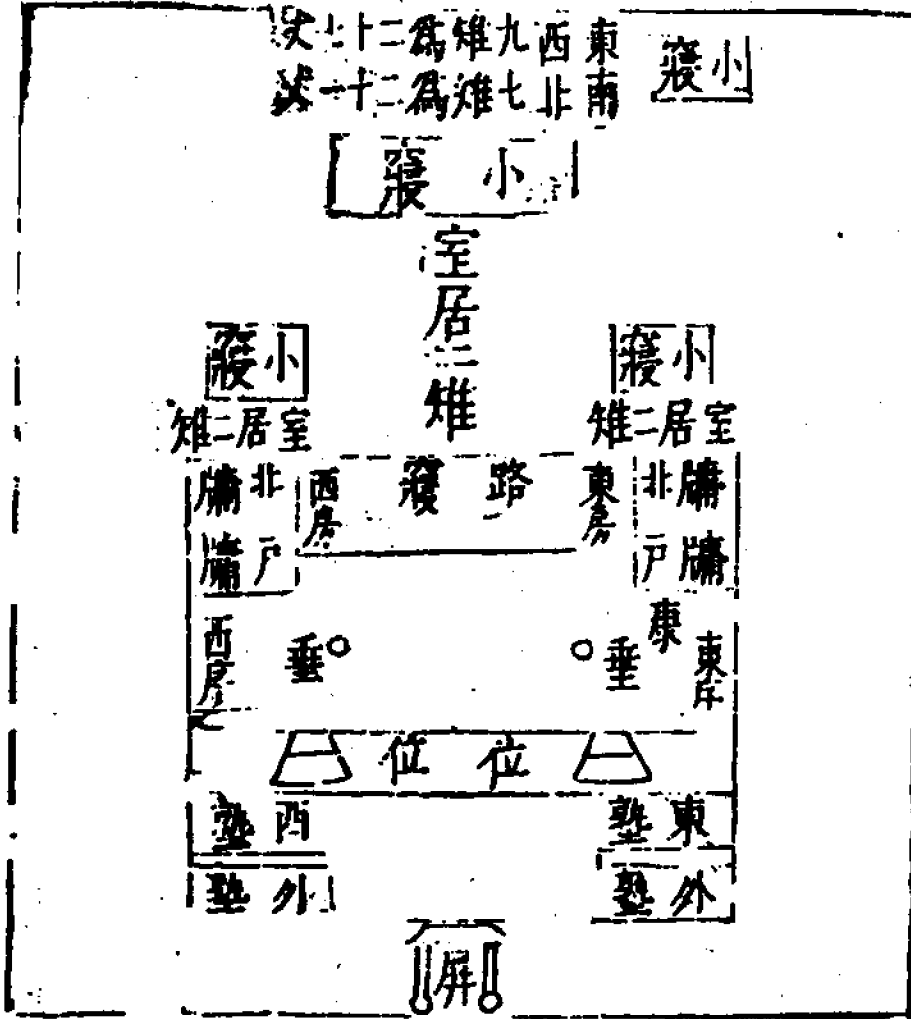 小寢
東西九雉為二十七丈
南北七雉為二十一丈
小寢
室居二雉
小寢
小寢
室居二雉
室居二雉
北牖
戶牖
東房
路寢
西房
北牖
戶牖
東序
康
垂
垂
西序
位
位
東塾
西塾
外塾
外塾
屏